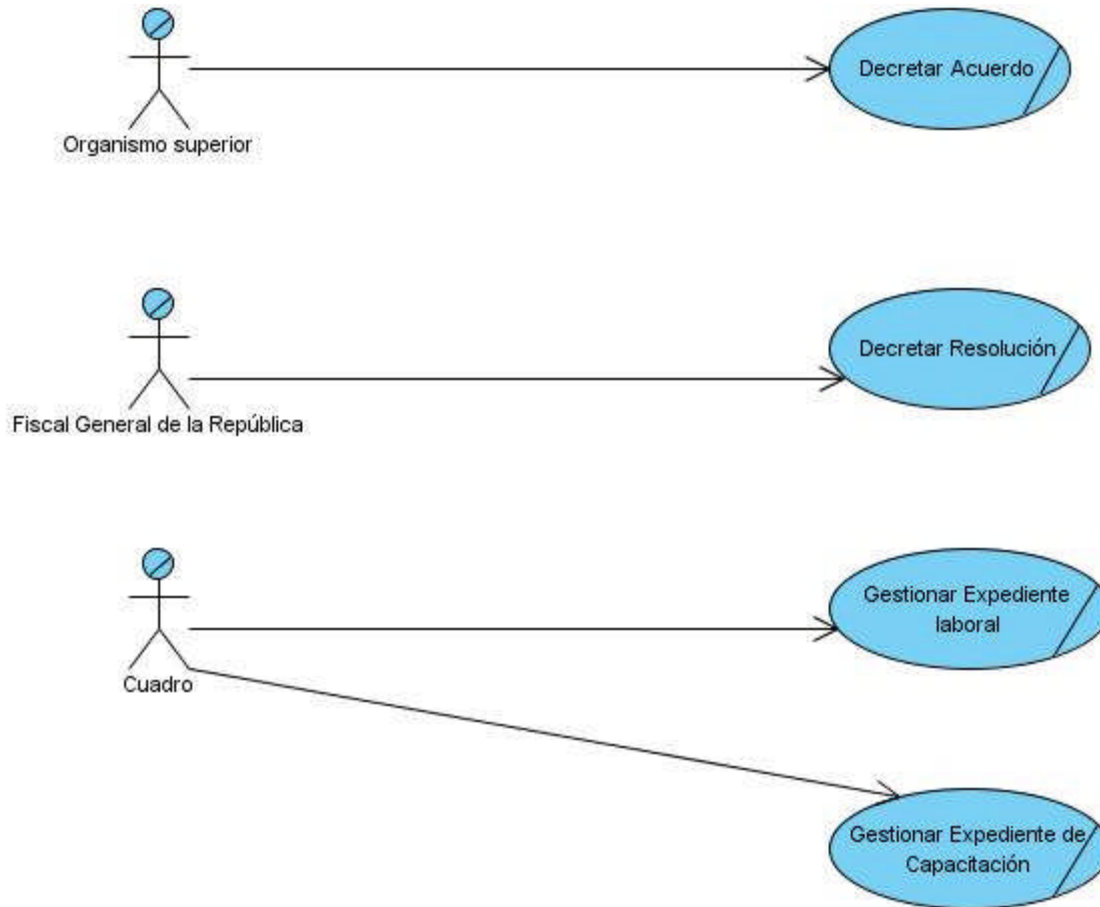 Decretar Acuerdo
Organismo superior
Decretar Resolución
Fiscal General de la República
Gestionar Expediente
laboral
Cuadro
Gestionar Expediente de
Capacitación